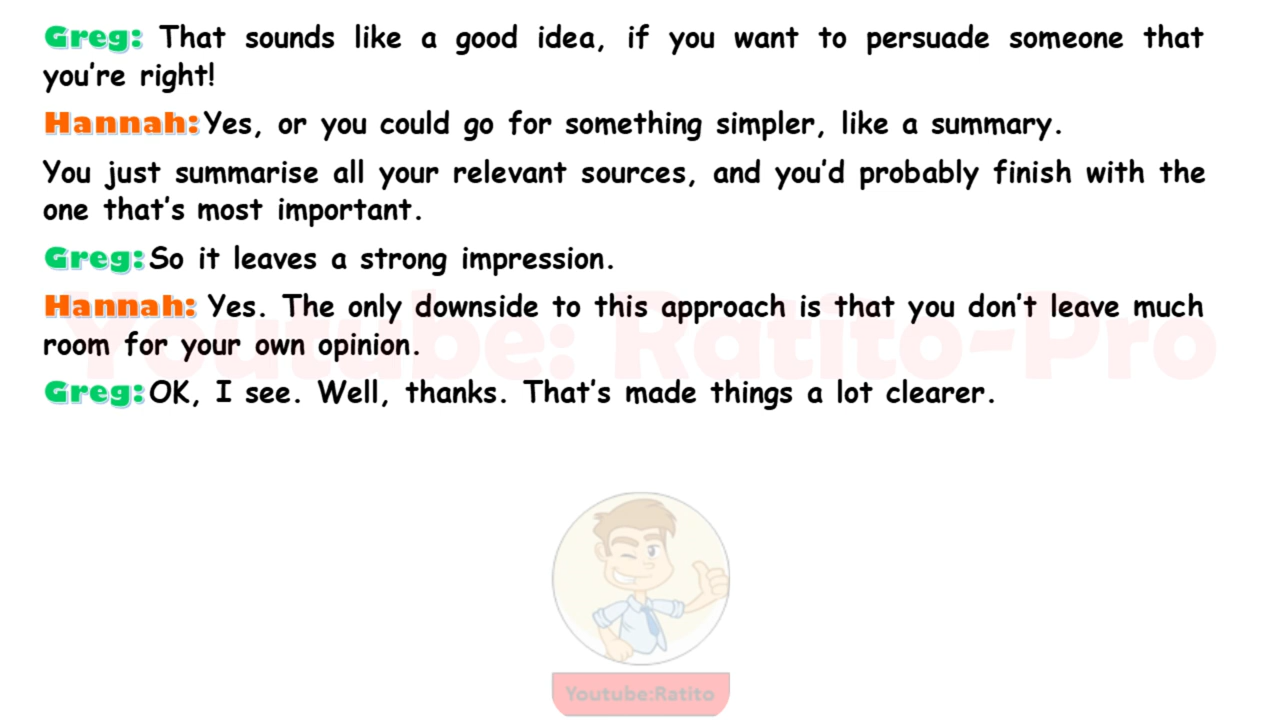 Greg: That sounds like a good idea, if you want to persuade someone that
you're right!
Hannah: Yes, or you could go for something simpler, like a summary.
You just summarise all your relevant sources, and you'd probably finish with the
one that's most important.
Greg: So it leaves a strong impression.
Hannah: Yes. The only downside to this approach is that you don't leave much
room for your own opinion.
Greg: OK, I see. Well, thanks. That's made things a lot clearer.
Youtube: Ratito-Pro
Youtube:Ratito